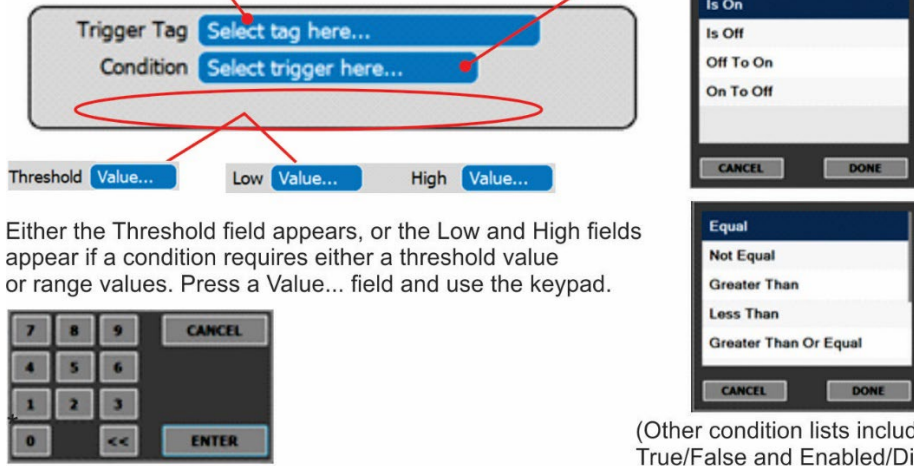 Trigger Tag Select tag here...
Condition Select trigger here...
Threshold Value...
Low Value... High Value...
Either the Threshold field appears, or the Low and High fields
appear if a condition requires either a threshold value
or range values. Press a Value... field and use the keypad.
7 8 9 CANCEL
4 5 6
1 2 3
*
0 << ENTER
Is On
Is Off
Off To On
On To Off
CANCEL DONE
Equal
Not Equal
Greater Than
Less Than
Greater Than Or Equal
CANCEL DONE
(Other condition lists includ
True/False and Enabled/Di